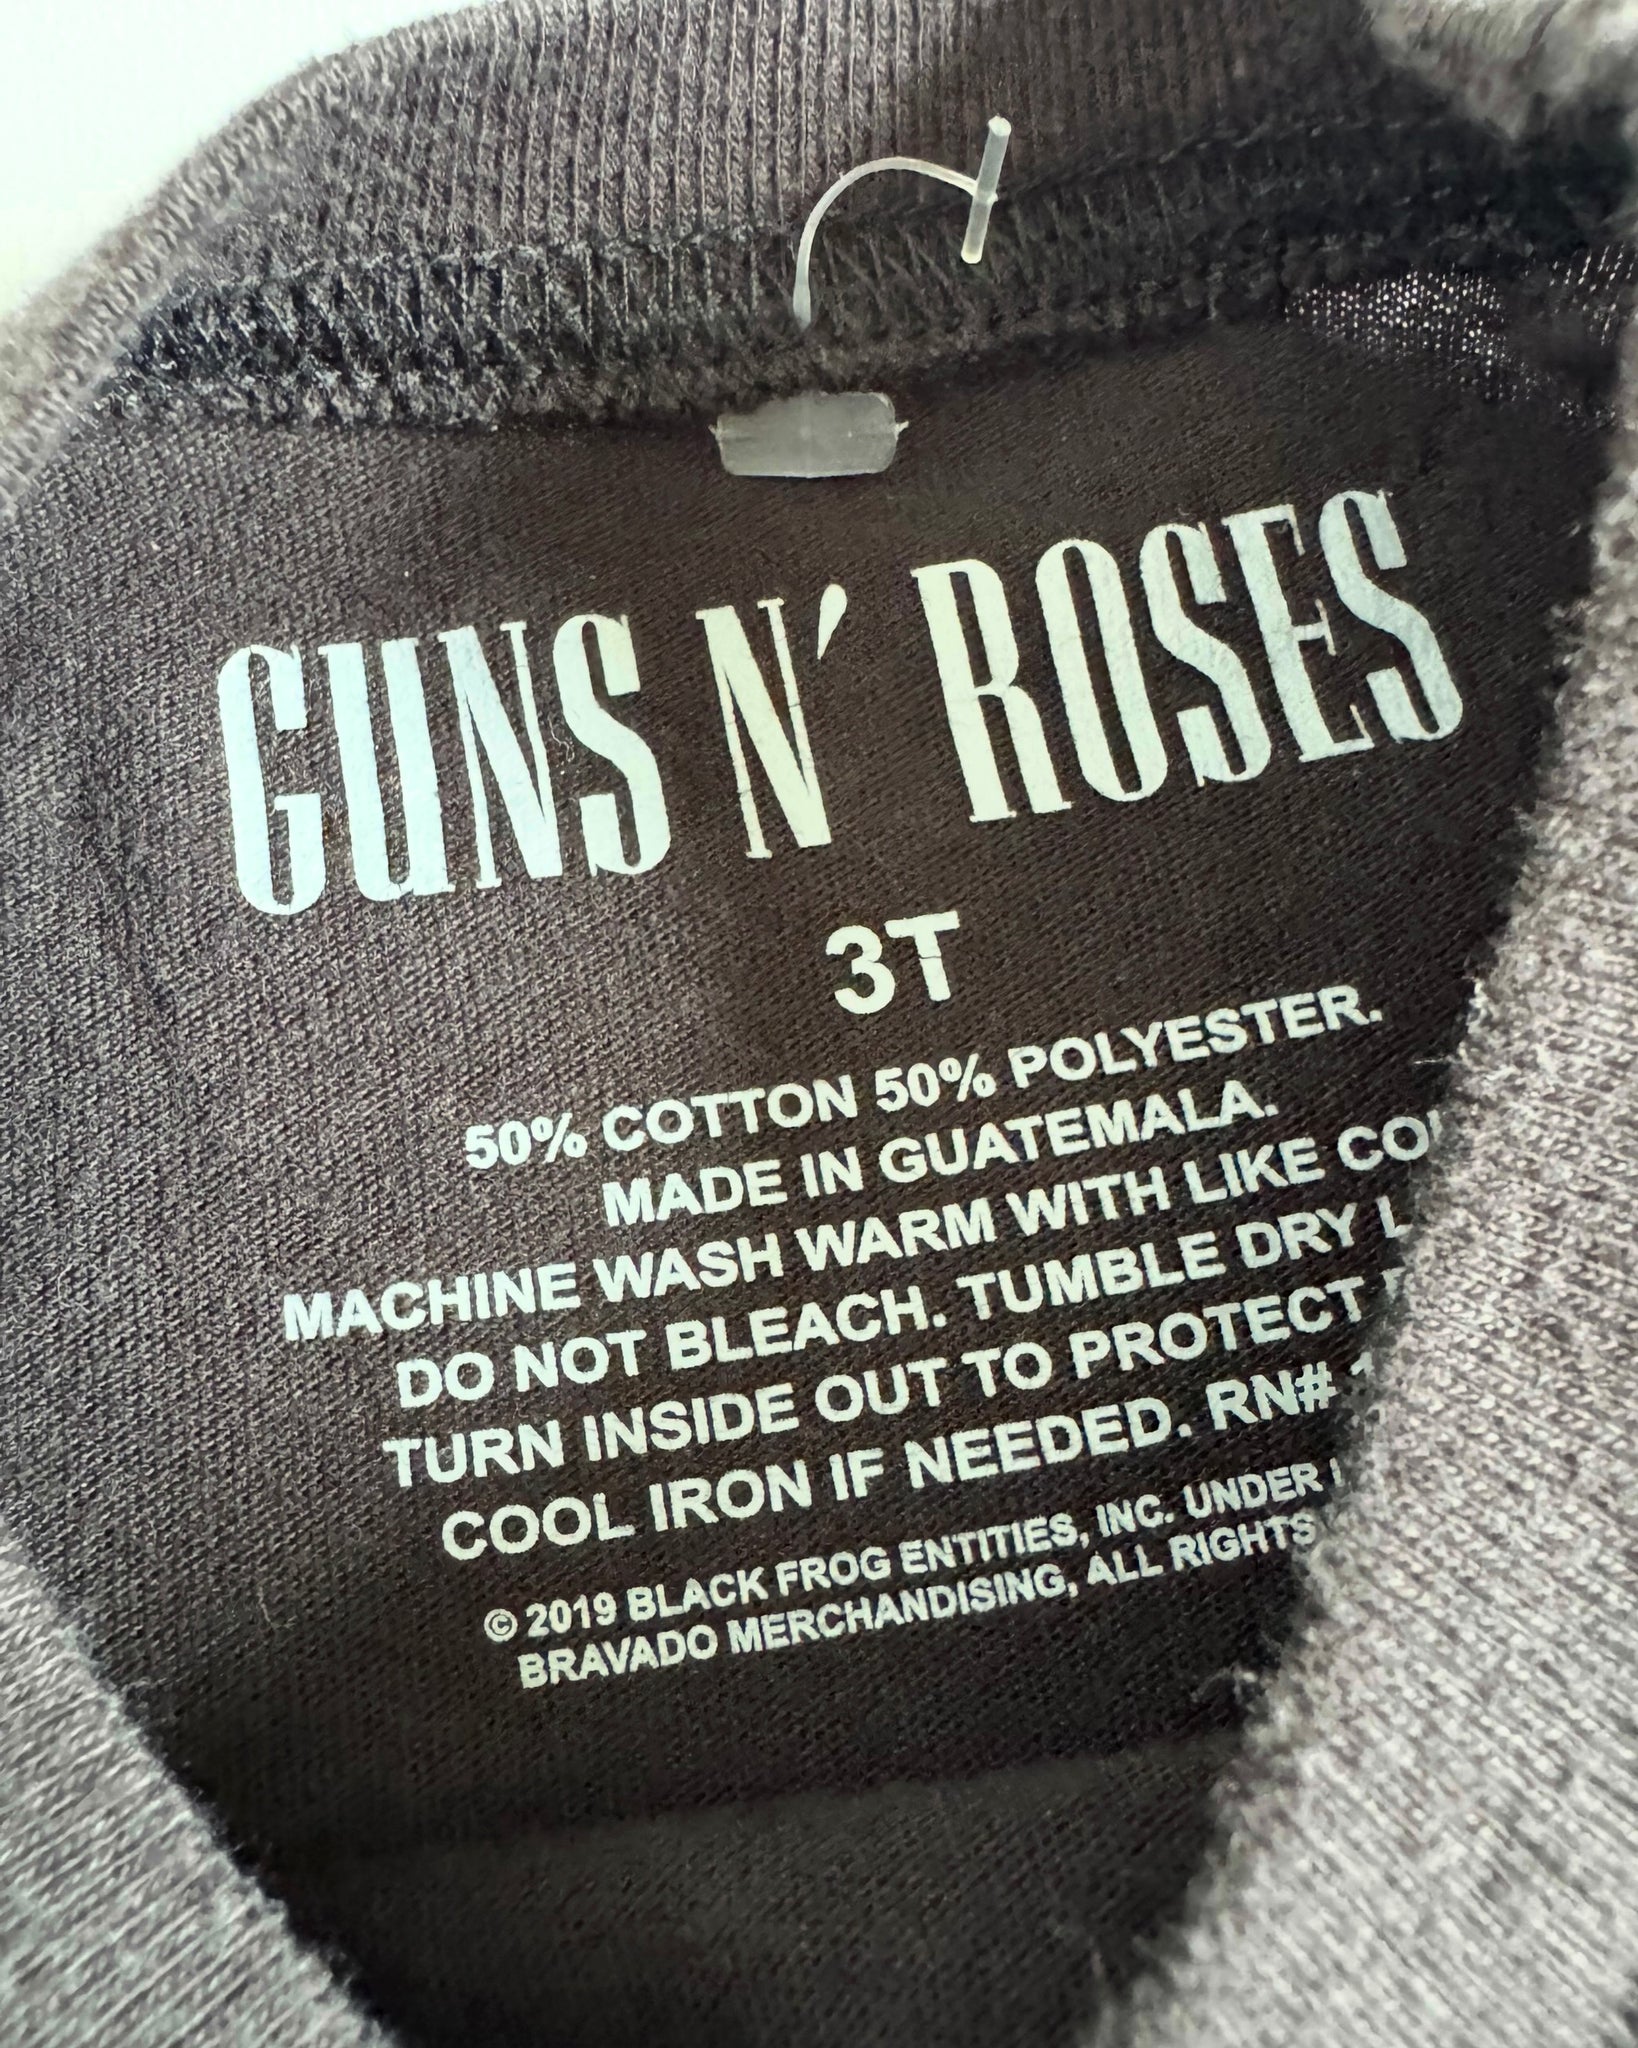 GUNS N' ROSES
3T
50% COTTON 50% POLYESTER.
MADE IN GUATEMALA.
MACHINE WASH WARM WITH LIKE
DO NOT BLEACH. TUMBLE DRY
TURN INSIDE OUT TO PROTECT
COOL IRON IF NEEDED. RN#
© 2019 BLACK FROG ENTITIES, INC. UNDER
BRAVADO MERCHANDISING, ALL RIGHTS